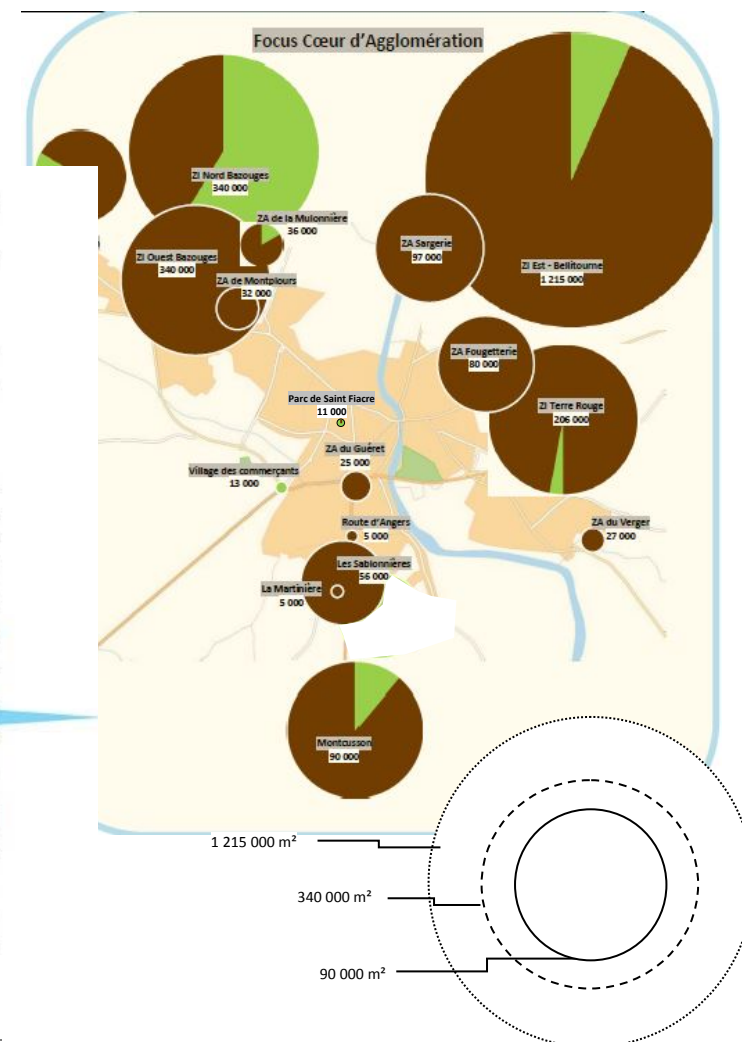 Focus Cœur d'Agglomération
ZI Nord Bazouges
340 000
ZA de la Mulonnière
36 000
ZI Ouest Bazouges
340 000
ZA de Montplours
32 000
ZA Sargerie
97 000
ZI Est - Bellitourne
1 215 000
ZA Fougetterie
80 000
ZI Terre Rouge
206 000
Parc de Saint Fiacre
11 000
ZA du Guéret
25 000
Village des commerçants
13 000
Route d'Angers
5 000
ZA du Verger
27 000
Les Sablonnières
56 000
La Martinière
5 000
Montcusson
90 000
1 215 000 m²
340 000 m²
90 000 m²